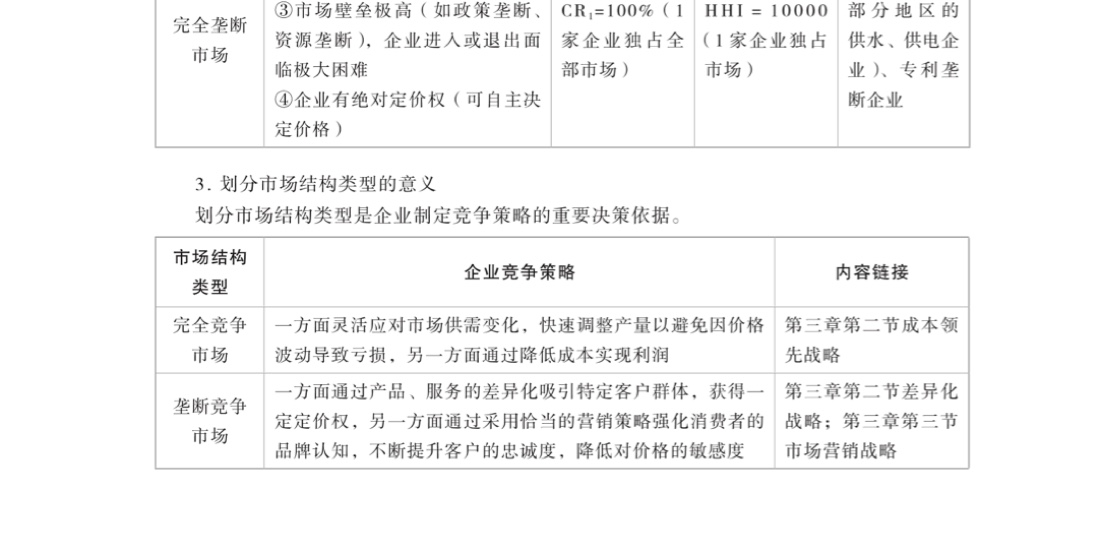 完全垄断
市场
③市场壁垒极高（如政策垄断、
资源垄断），企业进入或退出面
临极大困难
④企业有绝对定价权（可自主决
定价格）
CR₁=100%（1
家企业独占全
部市场）
HHI = 10000
（1家企业独占
市场）
部分地区的
供水、供电企
业）、专利垄
断企业
3. 划分市场结构类型的意义
划分市场结构类型是企业制定竞争策略的重要决策依据。
市场结构
类型
企业竞争策略
内容链接
完全竞争
市场
一方面灵活应对市场供需变化，快速调整产量以避免因价格
波动导致亏损，另一方面通过降低成本实现利润
第三章第二节成本领
先战略
垄断竞争
市场
一方面通过产品、服务的差异化吸引特定客户群体，获得一
定定价权，另一方面通过采用恰当的营销策略强化消费者的
品牌认知，不断提升客户的忠诚度，降低对价格的敏感度
第三章第二节差异化
战略；第三章第三节
市场营销战略